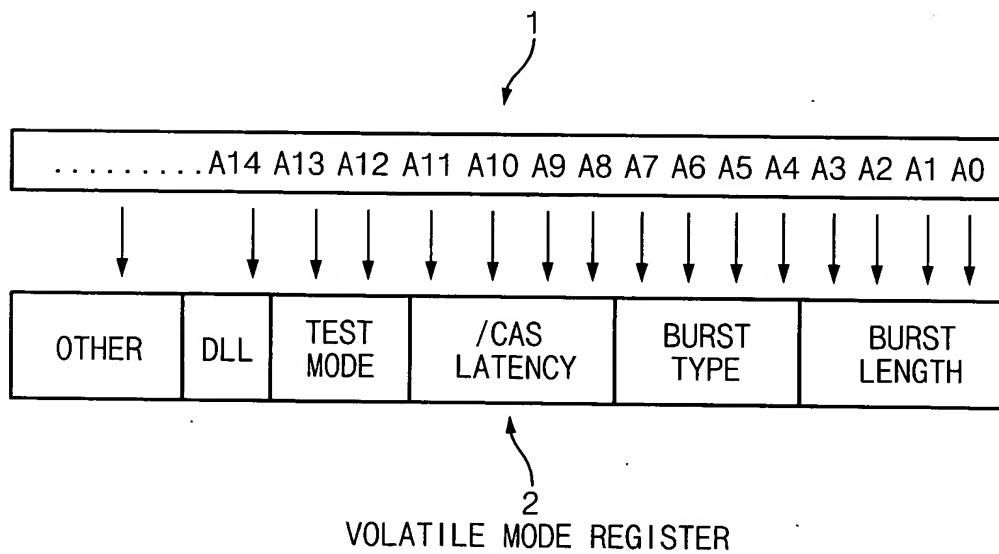 1
.........A14 A13 A12 A11 A10 A9 A8 A7 A6 A5 A4 A3 A2 A1 A0
OTHER DLL TEST MODE /CAS LATENCY BURST TYPE BURST LENGTH
2
VOLATILE MODE REGISTER